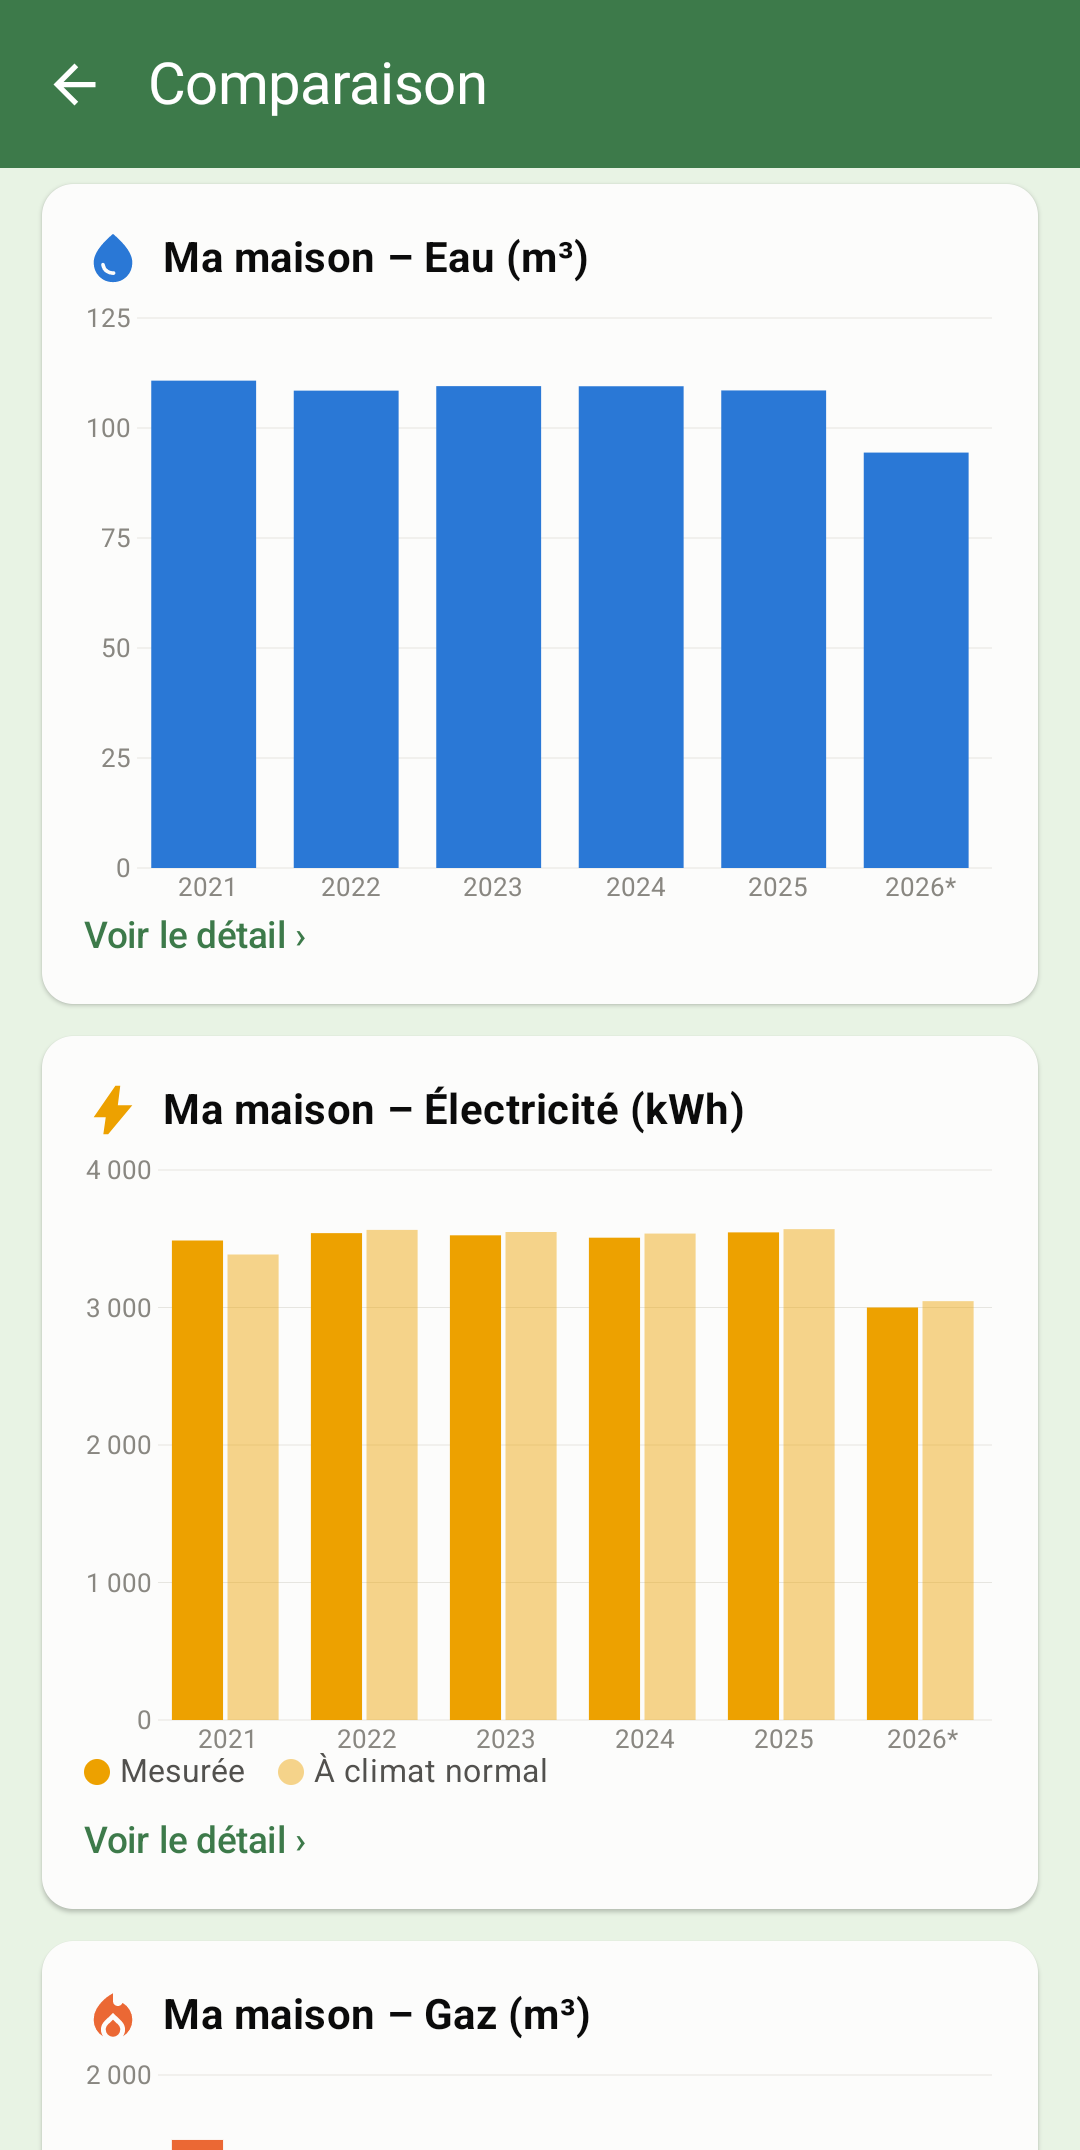 Comparaison
Ma maison – Eau (m³)
125
100
75
50
25
0
2021 2022 2023 2024 2025 2026*
Voir le détail ›
Ma maison – Électricité (kWh)
4 000
3 000
2 000
1 000
0
2021 2022 2023 2024 2025 2026*
Mesurée À climat normal
Voir le détail ›
Ma maison – Gaz (m³)
2 000